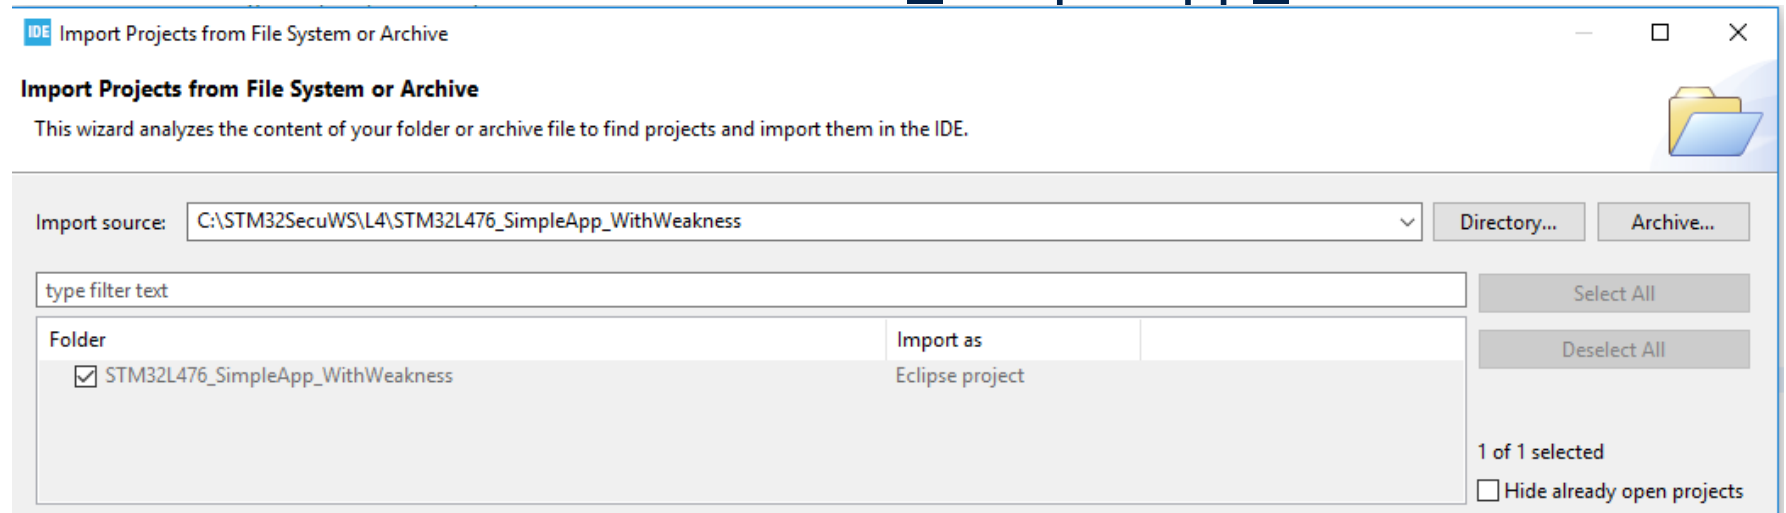 IDE Import Projects from File System or Archive
Import Projects from File System or Archive
This wizard analyzes the content of your folder or archive file to find projects and import them in the IDE.
Import source: C:\STM32SecuWS\L4\STM32L476_SimpleApp_WithWeakness Directory... Archive...
type filter text Select All
Folder Import as Deselect All
STM32L476_SimpleApp_WithWeakness Eclipse project
1 of 1 selected
Hide already open projects